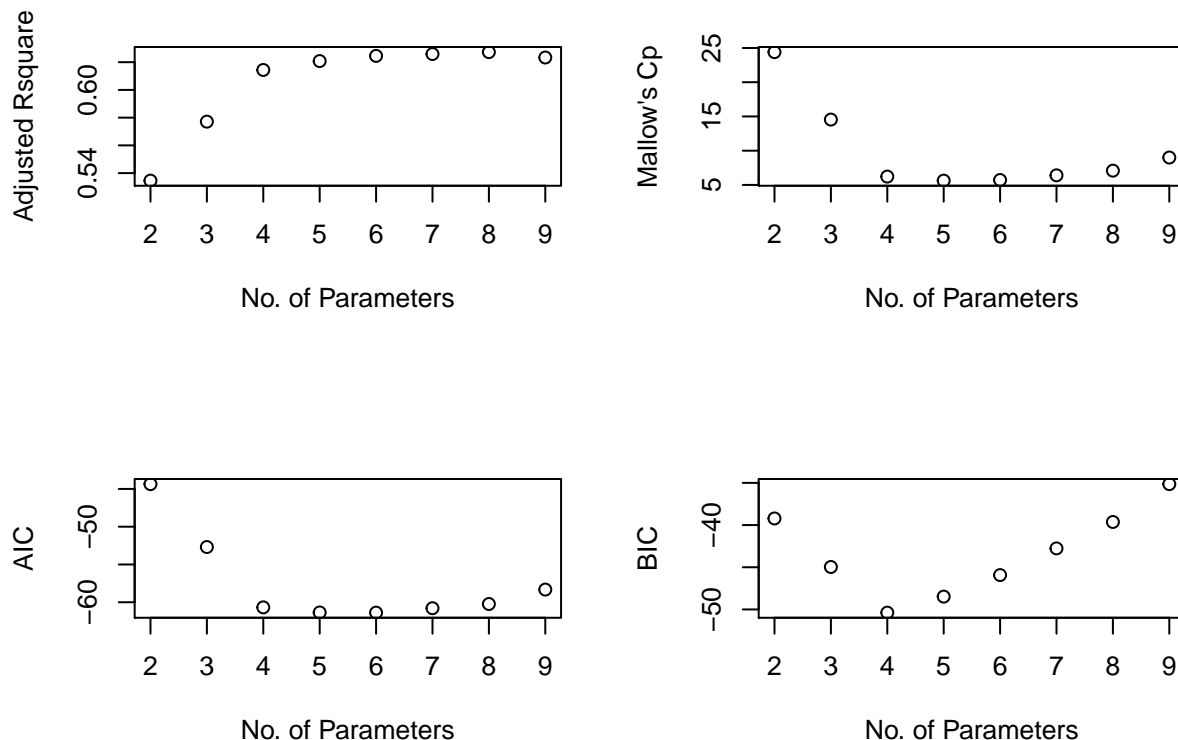 Adjusted Rsquare
0.54
0.60
2 3 4 5 6 7 8 9
No. of Parameters
Mallow's Cp
5
15
25
2 3 4 5 6 7 8 9
No. of Parameters
AIC
−60
−50
2 3 4 5 6 7 8 9
No. of Parameters
BIC
−50
−40
2 3 4 5 6 7 8 9
No. of Parameters